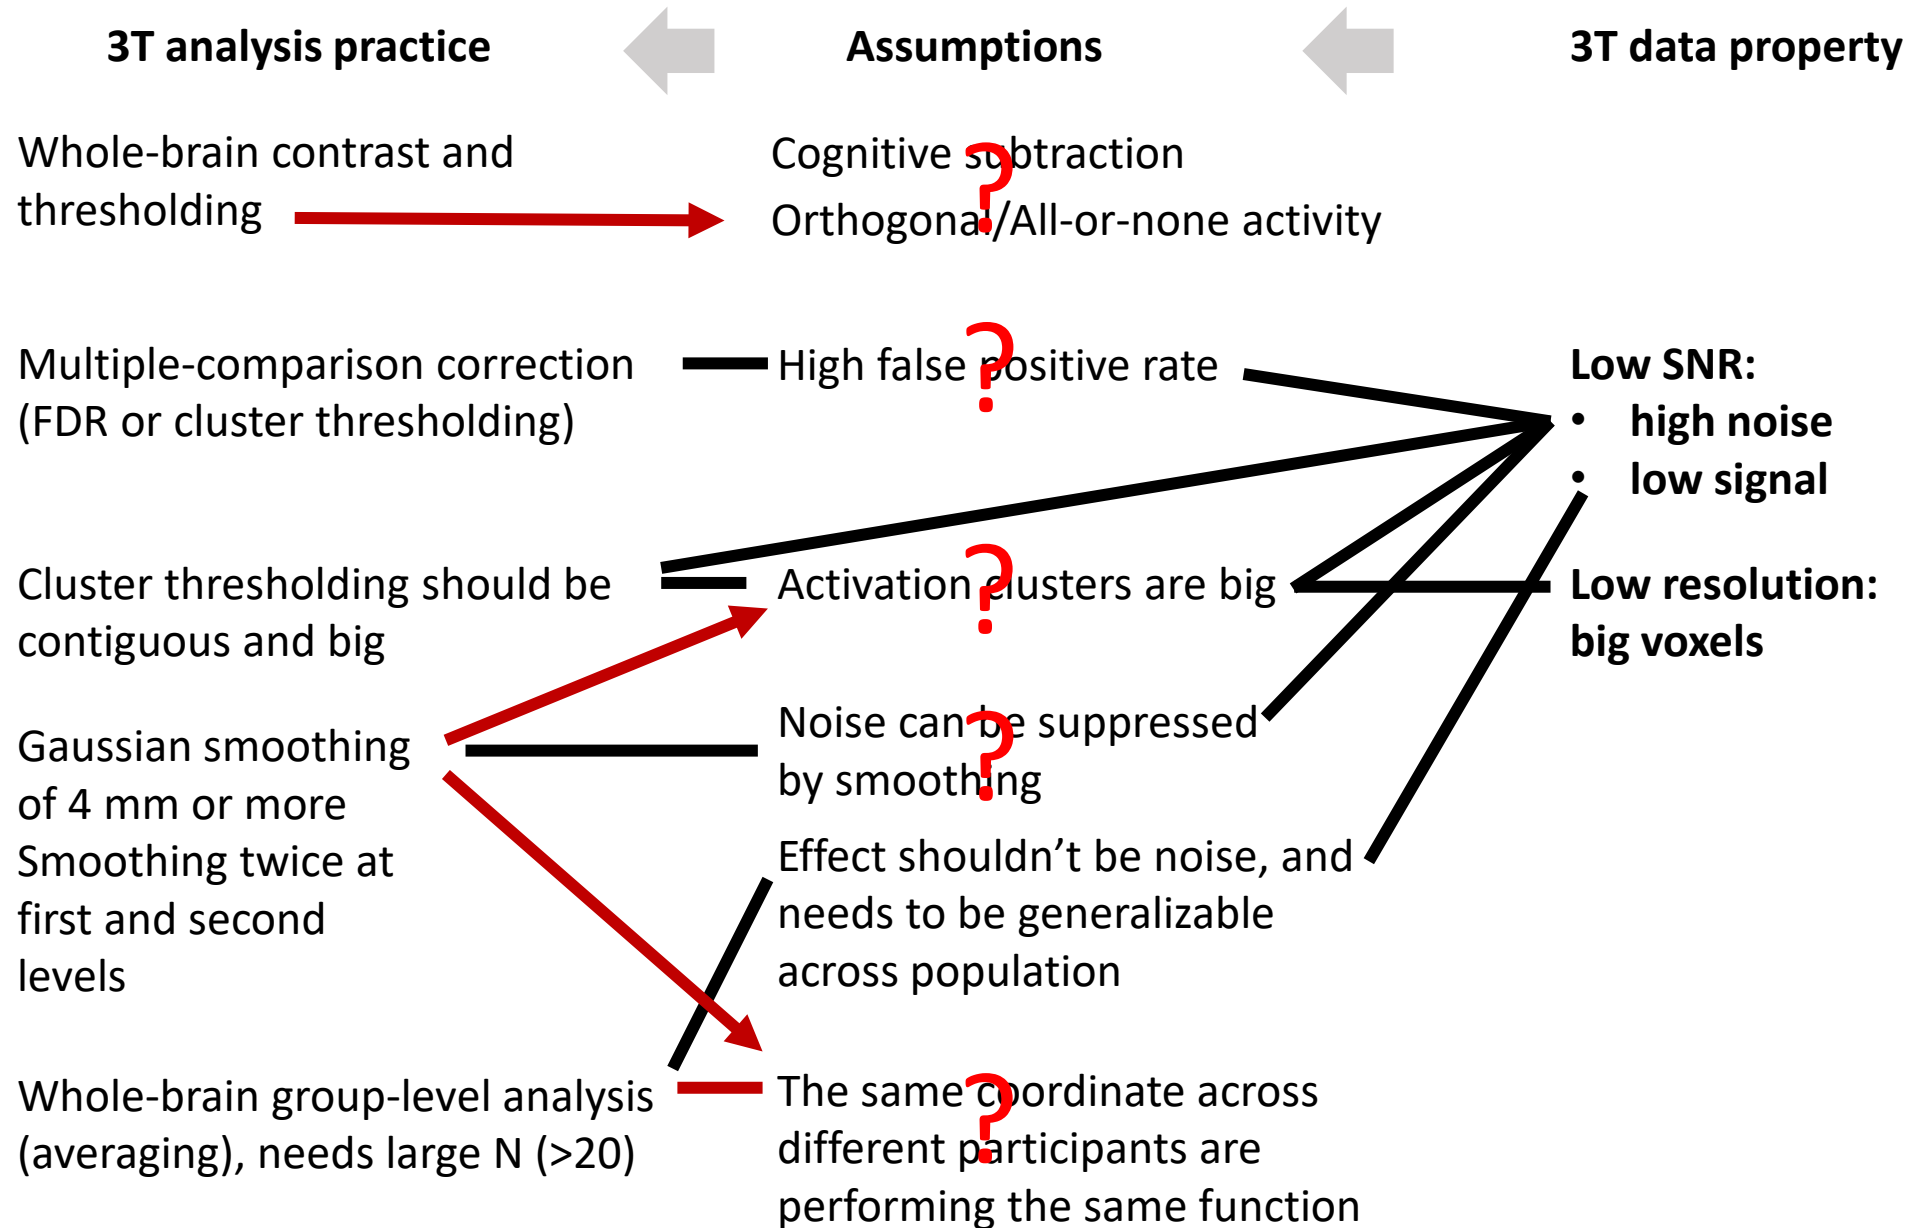 3T analysis practice
Assumptions
3T data property
Whole-brain contrast and
thresholding
Cognitive subtraction
Orthogonal/All-or-none activity
?
Multiple-comparison correction
(FDR or cluster thresholding)
High false positive rate
?
Low SNR:
• high noise
• low signal
Cluster thresholding should be
contiguous and big
Activation clusters are big
?
Low resolution:
big voxels
Gaussian smoothing
of 4 mm or more
Smoothing twice at
first and second
levels
Noise can be suppressed
by smoothing
?
Effect shouldn’t be noise, and
needs to be generalizable
across population
Whole-brain group-level analysis
(averaging), needs large N (>20)
The same coordinate across
different participants are
performing the same function
?